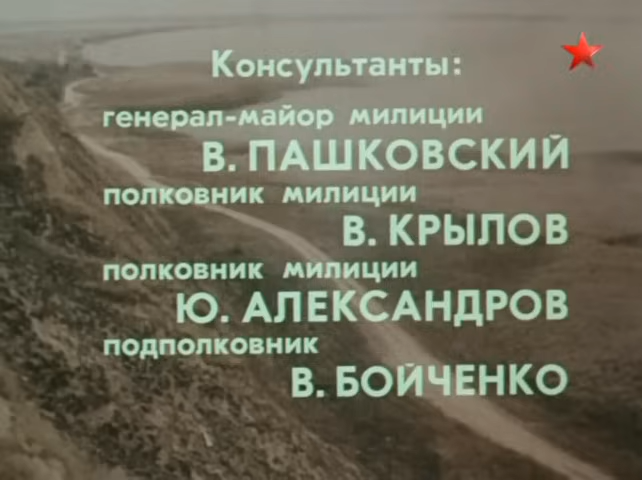 Консультанты:
генерал-майор милиции
В. ПАШКОВСКИЙ
полковник милиции
В. КРЫЛОВ
полковник милиции
Ю. АЛЕКСАНДРОВ
подполковник
В. БОЙЧЕНКО